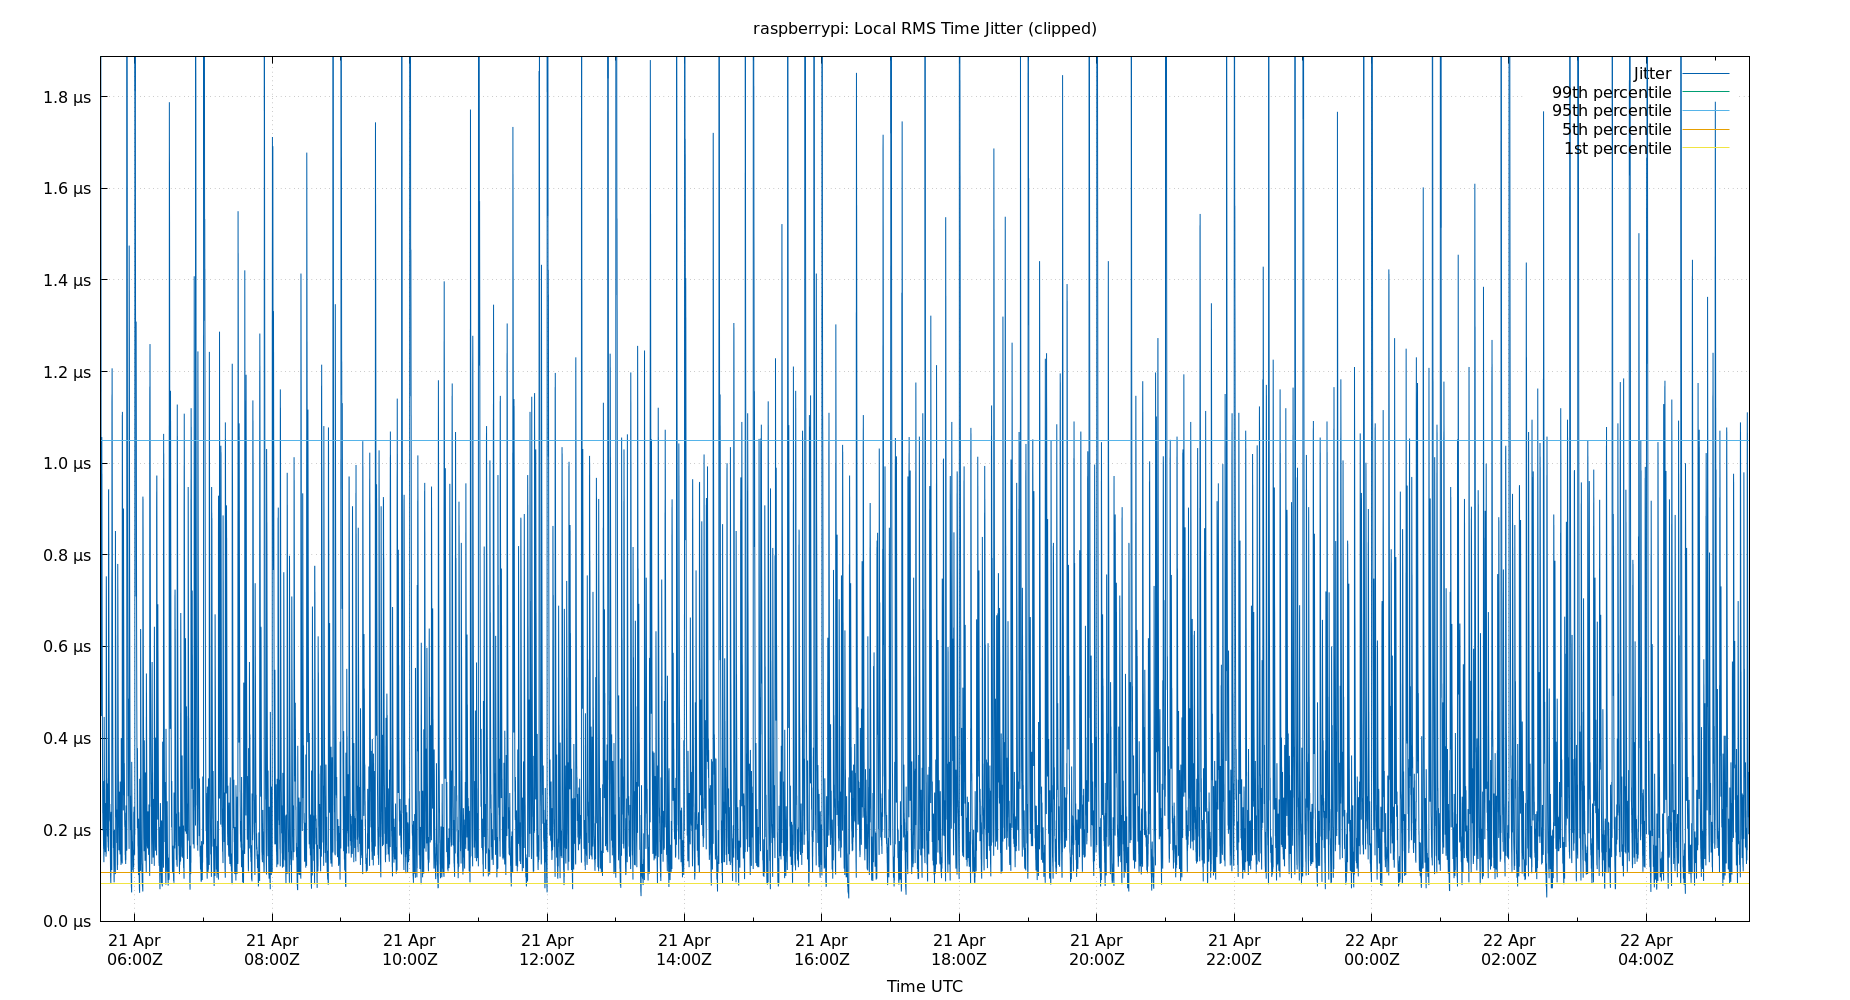 raspberrypi: Local RMS Time Jitter (clipped)
Jitter
99th percentile
95th percentile
5th percentile
1st percentile
1.8 μs
1.6 μs
1.4 μs
1.2 μs
1.0 μs
0.8 μs
0.6 μs
0.4 μs
0.2 μs
0.0 μs
21 Apr 21 Apr 21 Apr 21 Apr 21 Apr 21 Apr 21 Apr 21 Apr 21 Apr 22 Apr 22 Apr 22 Apr
06:00Z 08:00Z 10:00Z 12:00Z 14:00Z 16:00Z 18:00Z 20:00Z 22:00Z 00:00Z 02:00Z 04:00Z
Time UTC